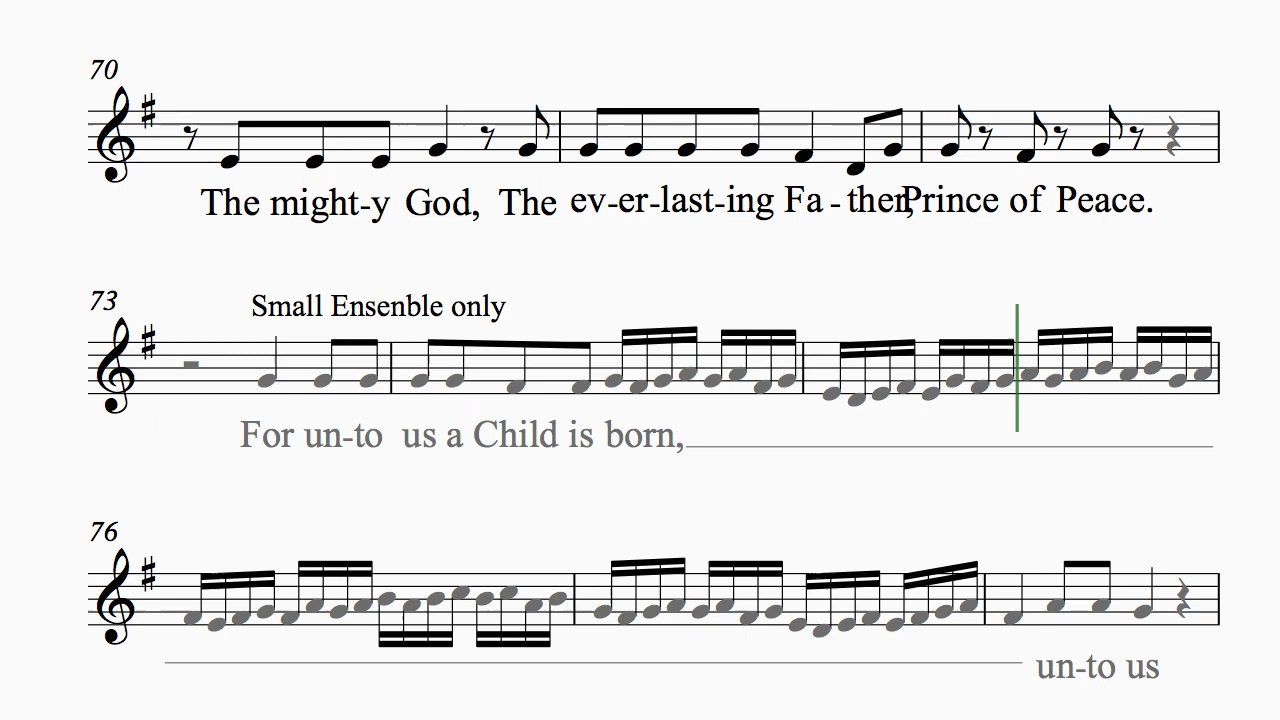 70
The might-y God, The ev-er-last-ing Fa - ther, Prince of Peace.
73
Small Ensenble only
For un-to us a Child is born,
76
un-to us